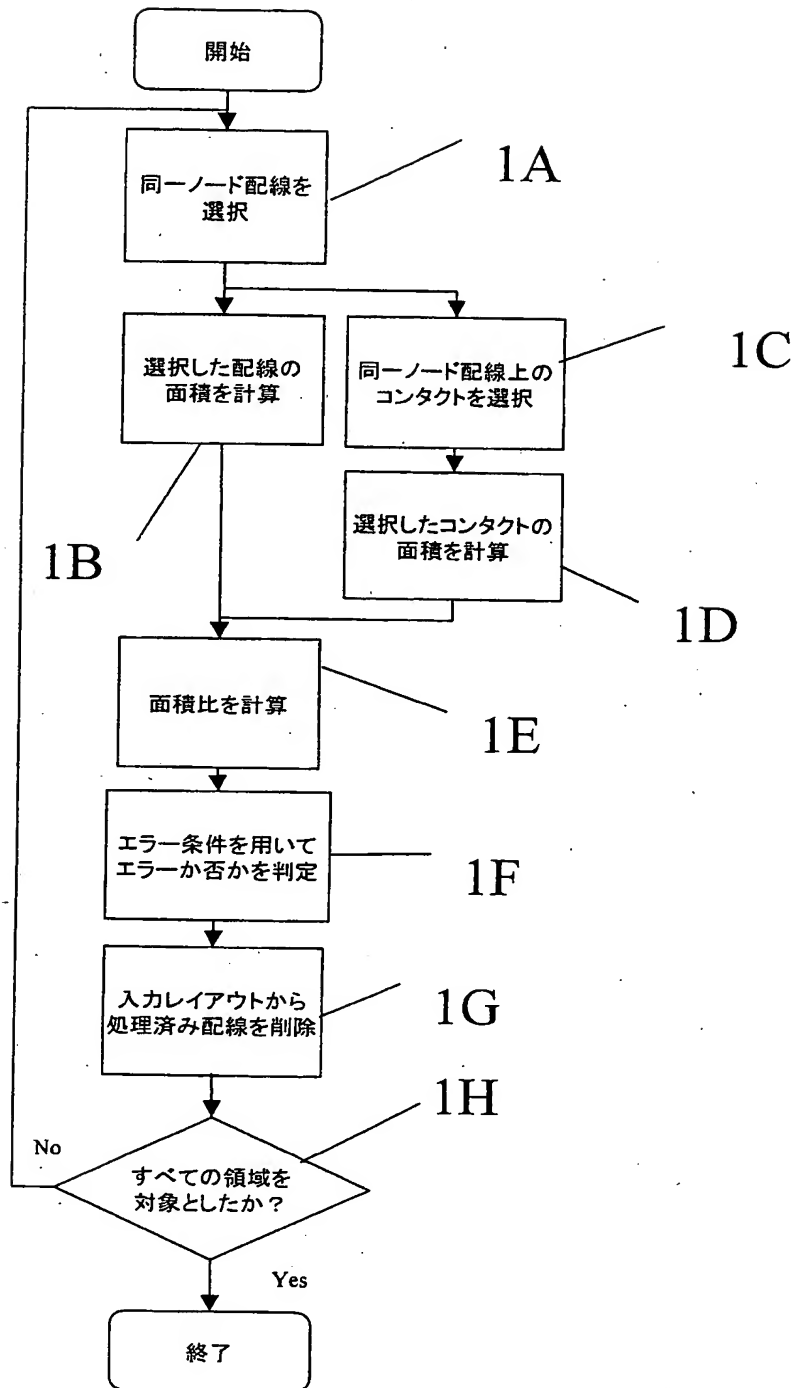 開始
同一ノード配線を
選択
1A
選択した配線の
面積を計算
1B
同一ノード配線上の
コンタクトを選択
1C
選択したコンタクトの
面積を計算
1D
面積比を計算
1E
エラー条件を用いて
エラーか否かを判定
1F
入力レイアウトから
処理済み配線を削除
1G
1H
No
すべての領域を
対象としたか？
Yes
終了